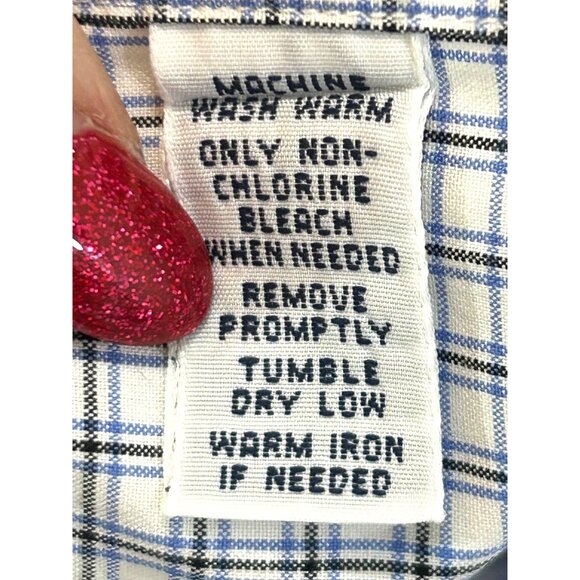 MACHINE
WASH WARM
ONLY NON-
CHLORINE
BLEACH
WHEN NEEDED
REMOVE
PROMPTLY
TUMBLE
DRY LOW
WARM IRON
IF NEEDED